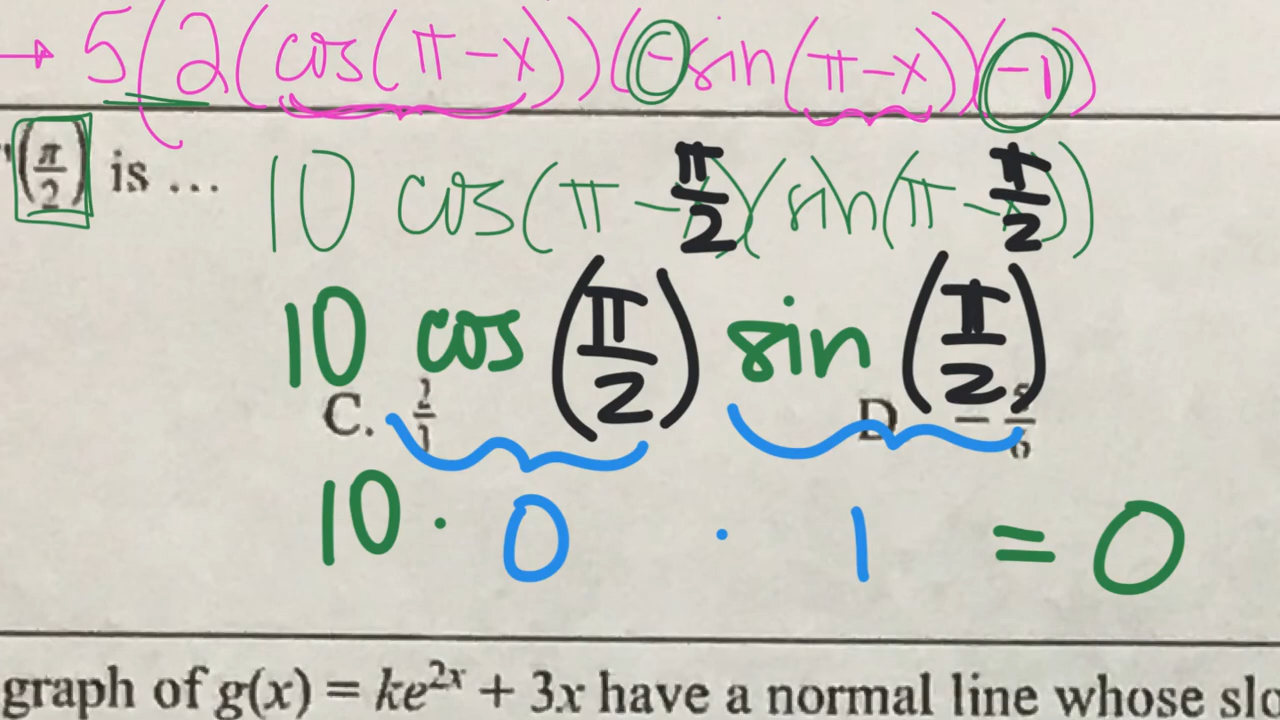 → 5(2(cos(π-x))(-sin(π-x))(-1))
(π/2) is ...
10 cos(π-π/2)(sin(π-π/2))
10 cos (π/2) sin (π/2)
C. D
10 · 0 · 1 = 0
graph of g(x) = ke^2x + 3x have a normal line whose slo